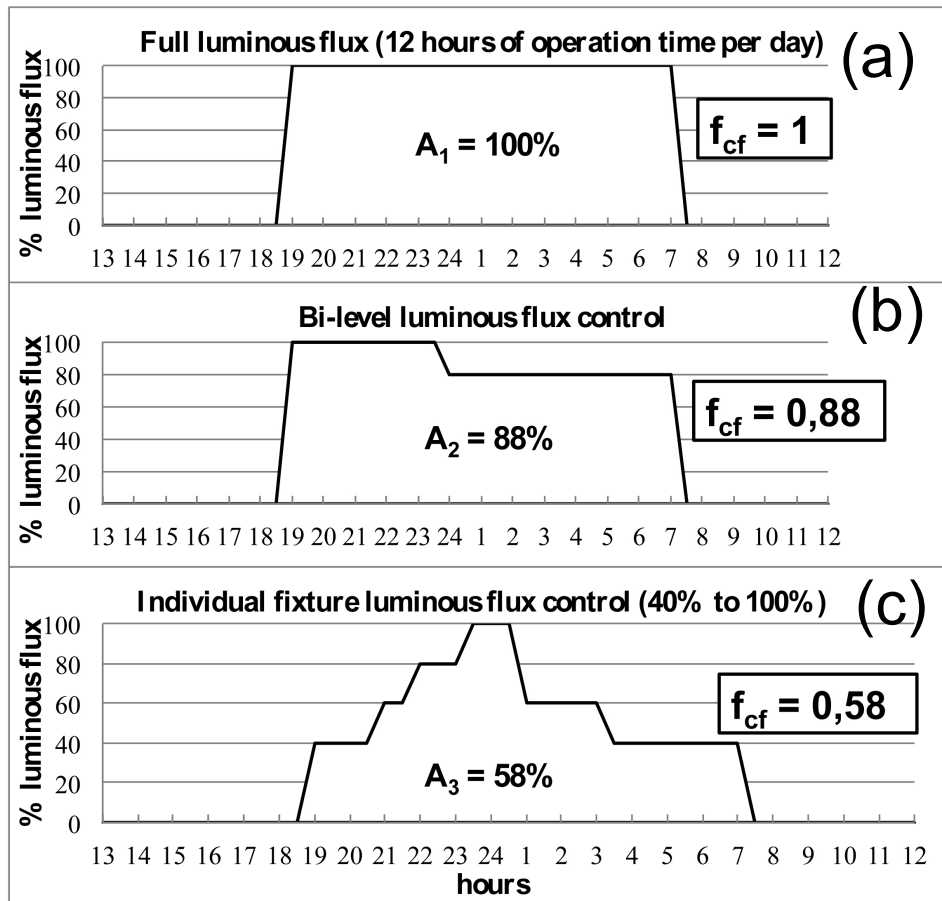 Full luminous flux (12 hours of operation time per day)
(a)
% luminous flux
100
80
60
40
20
0
A1 = 100%
fcf = 1
13 14 15 16 17 18 19 20 21 22 23 24 1 2 3 4 5 6 7 8 9 10 11 12
Bi-level luminous flux control
(b)
% luminous flux
100
80
60
40
20
0
A2 = 88%
fcf = 0,88
13 14 15 16 17 18 19 20 21 22 23 24 1 2 3 4 5 6 7 8 9 10 11 12
Individual fixture luminous flux control (40% to 100%)
(c)
% luminous flux
100
80
60
40
20
0
A3 = 58%
fcf = 0,58
13 14 15 16 17 18 19 20 21 22 23 24 1 2 3 4 5 6 7 8 9 10 11 12
hours